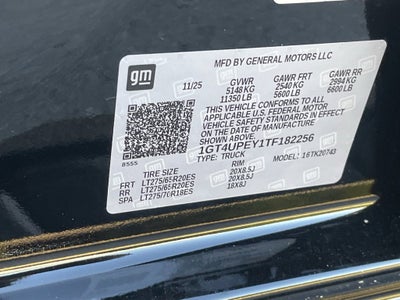 gm
MFD BY GENERAL MOTORS LLC
11/25 GVWR GAWR FRT GAWR RR
5148 KG 2540 KG 2994 KG
11350 LB 5600 LB 6600 LB
THIS VEHICLE CONFORMS TO ALL
APPLICABLE U.S. FEDERAL MOTOR
VEHICLE SAFETY STANDARDS IN EFFECT
ON THE DATE OF MANUFACTURE
SHOWN ABOVE.
1GT4UPEY1TF182256
8555 TYPE: TRUCK MODEL: 16TK20743
TIRE SIZE RIM
FRT LT275/65R20ES 20X8.5J
RR LT275/65R20ES 20X8.5J
SPA LT275/70R18ES 18X8J